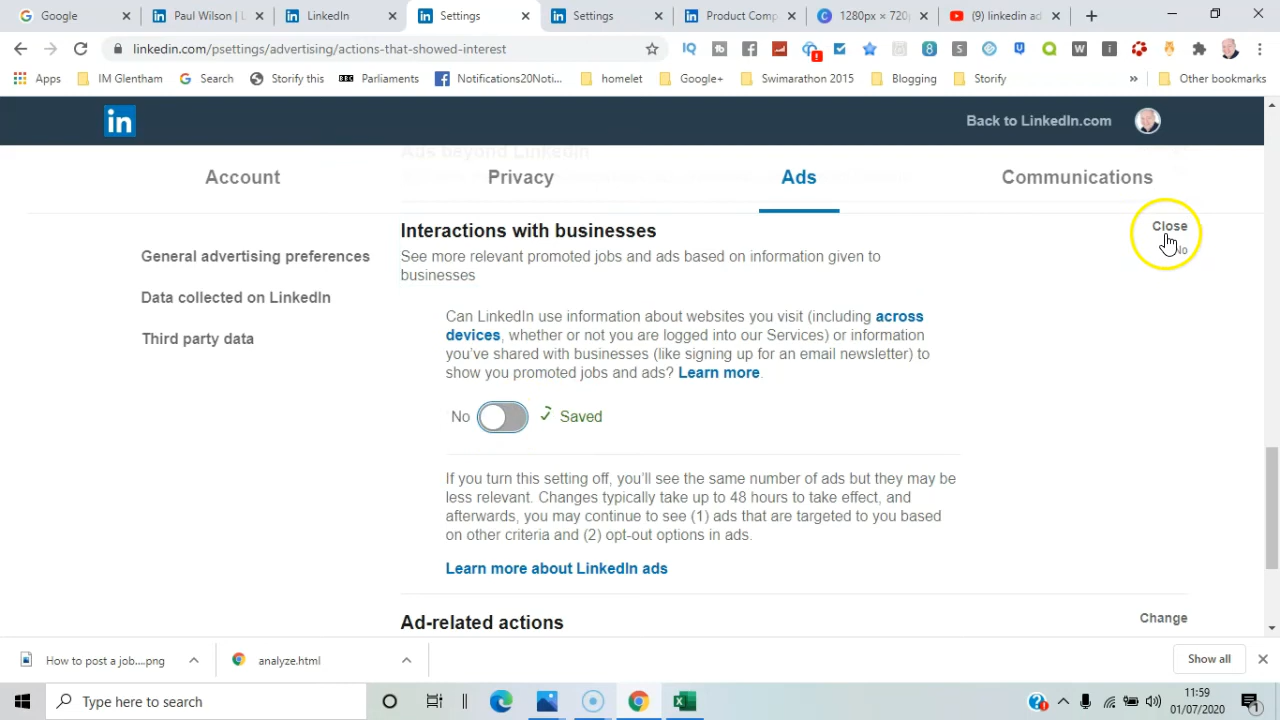 Google
Paul Wilson | L
LinkedIn
Settings
Settings
Product Comp
1280px × 720p
(9) linkedin ad
linkedin.com/psettings/advertising/actions-that-showed-interest
Apps
IM Glentham
Search
Storify this
Parliaments
Notifications20Noti...
homelet
Google+
Swimarathon 2015
Blogging
Storify
»
Other bookmarks
in
Back to LinkedIn.com
Ads beyond LinkedIn
Account
Privacy
Ads
Communications
General advertising preferences
Data collected on LinkedIn
Third party data
Interactions with businesses
Close
No
See more relevant promoted jobs and ads based on information given to
businesses
Can LinkedIn use information about websites you visit (including across
devices, whether or not you are logged into our Services) or information
you've shared with businesses (like signing up for an email newsletter) to
show you promoted jobs and ads? Learn more.
No
Saved
If you turn this setting off, you'll see the same number of ads but they may be
less relevant. Changes typically take up to 48 hours to take effect, and
afterwards, you may continue to see (1) ads that are targeted to you based
on other criteria and (2) opt-out options in ads.
Learn more about LinkedIn ads
Ad-related actions
Change
How to post a job....png
analyze.html
Show all
Type here to search
11:59
01/07/2020